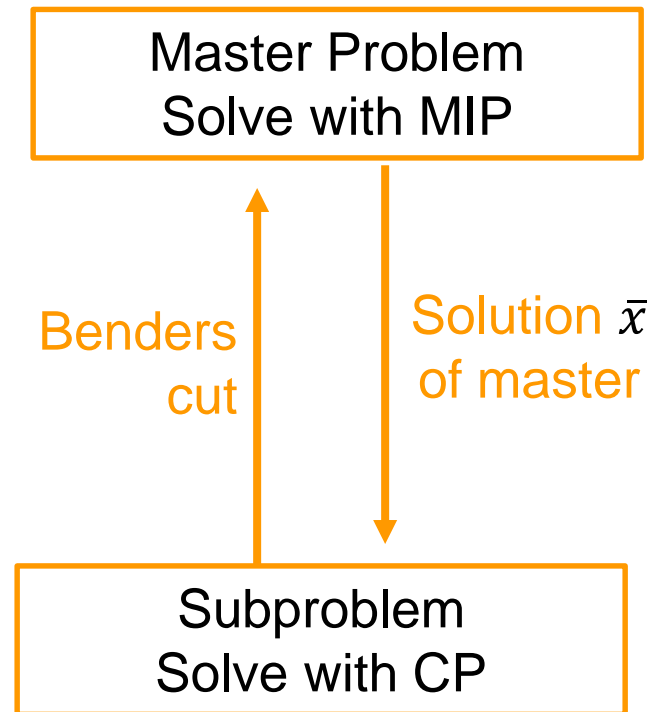 Master Problem
Solve with MIP
Benders
cut
Solution x̄
of master
Subproblem
Solve with CP